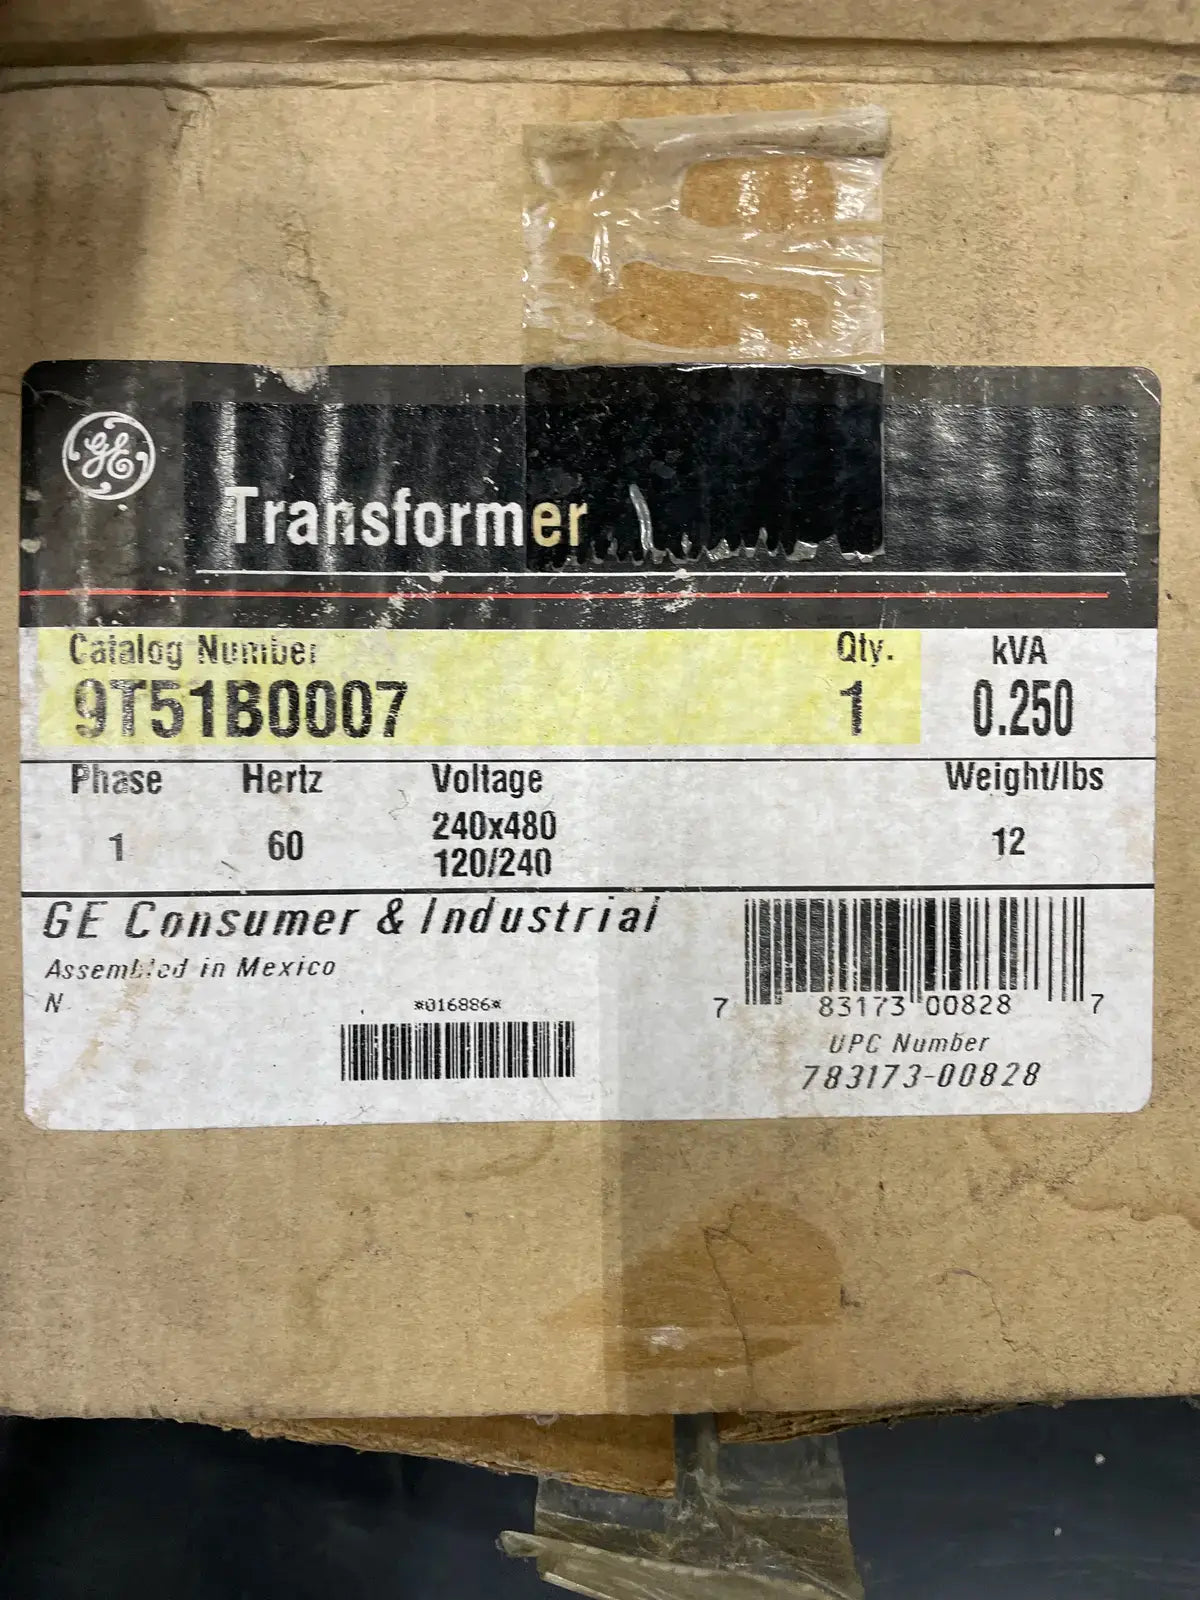 GE
Transformer
Catalog Number Qty. kVA
9T51B0007 1 0.250
Phase Hertz Voltage Weight/lbs
1 60 240x480 12
120/240
GE Consumer & Industrial
Assembled in Mexico
N
*016886*
7 83173 00828 7
UPC Number
783173-00828